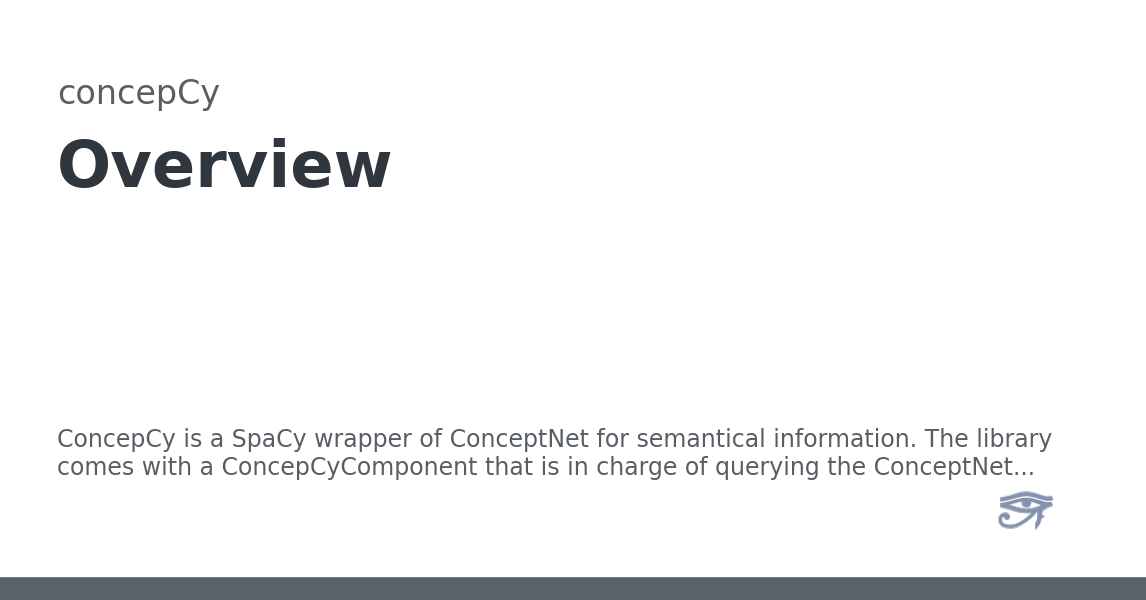 concepCy
Overview
ConcepCy is a SpaCy wrapper of ConceptNet for semantical information. The library
comes with a ConcepCyComponent that is in charge of querying the ConceptNet...